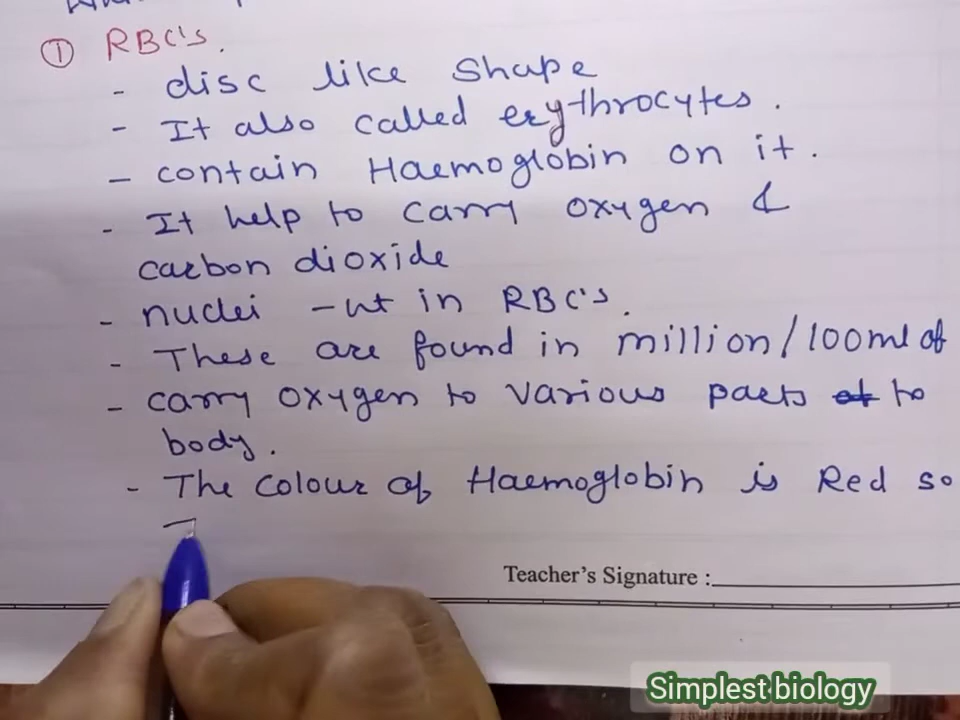 ① RBC's.
- disc like Shape
- It also called erythrocytes.
- contain Haemoglobin on it.
- It help to carry oxygen &
carbon dioxide
- nuclei - in RBC's.
- These are found in million/100ml of
- carry oxygen to various parts of to
body.
- The colour of Haemoglobin is Red so
Teacher's Signature :
Simplest biology